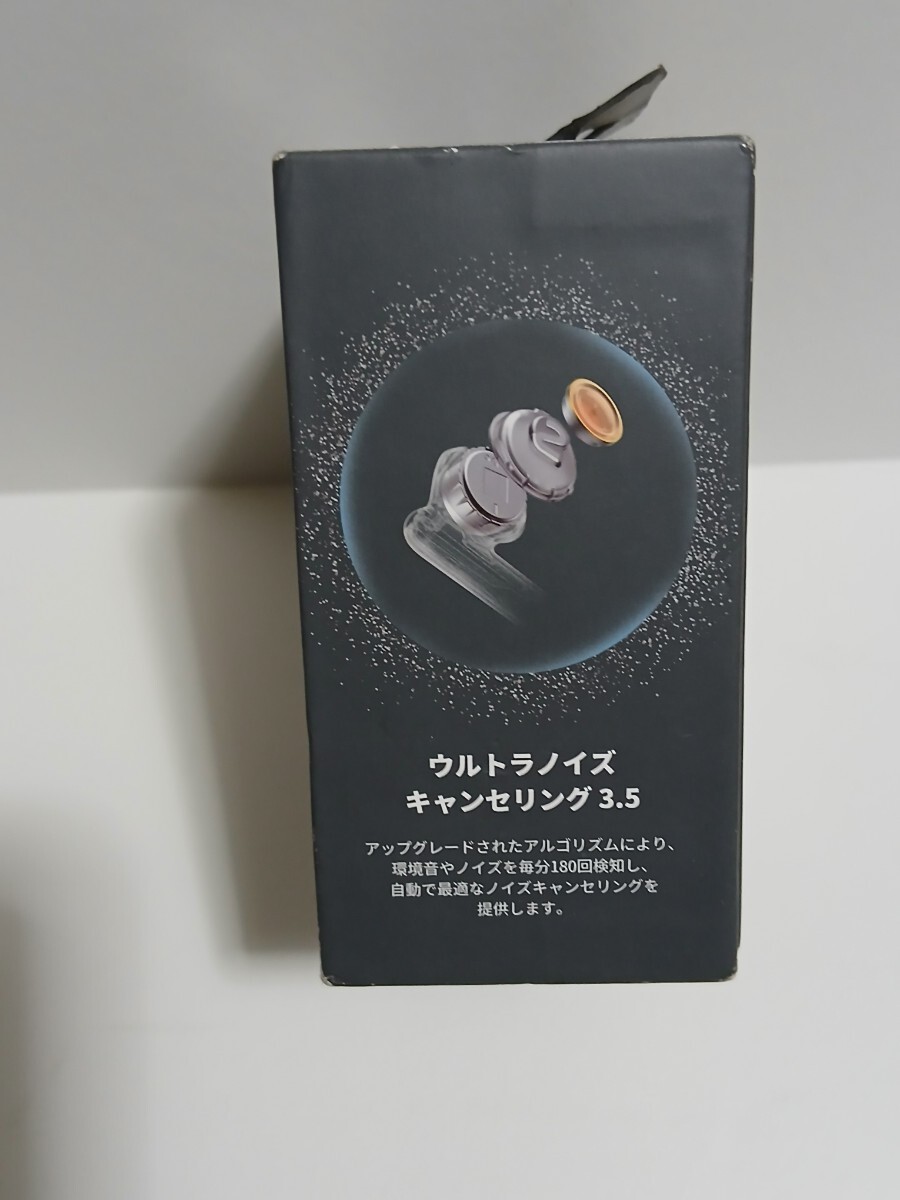 ウルトラノイズ
キャンセリング 3.5
アップグレードされたアルゴリズムにより、
環境音やノイズを毎分180回検知し、
自動で最適なノイズキャンセリングを
提供します。